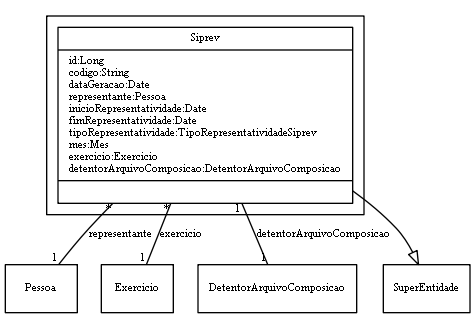 Siprev
id:Long
codigo:String
dataGeracao:Date
representante:Pessoa
inicioRepresentatividade:Date
fimRepresentatividade:Date
tipoRepresentatividade:TipoRepresentatividadeSiprev
mes:Mes
exercicio:Exercicio
detentorArquivoComposicao:DetentorArquivoComposicao
* * 1
representante exercicio detentorArquivoComposicao
1 1 1
Pessoa Exercicio DetentorArquivoComposicao SuperEntidade